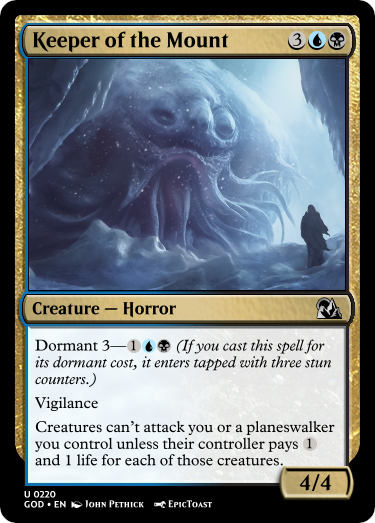 Keeper of the Mount 3
Creature — Horror
Dormant 3—1 (If you cast this spell for
its dormant cost, it enters tapped with three stun
counters.)
Vigilance
Creatures can't attack you or a planeswalker
you control unless their controller pays 1
and 1 life for each of those creatures.
4/4
U 0220
GOD • EN John Pethick EpicToast